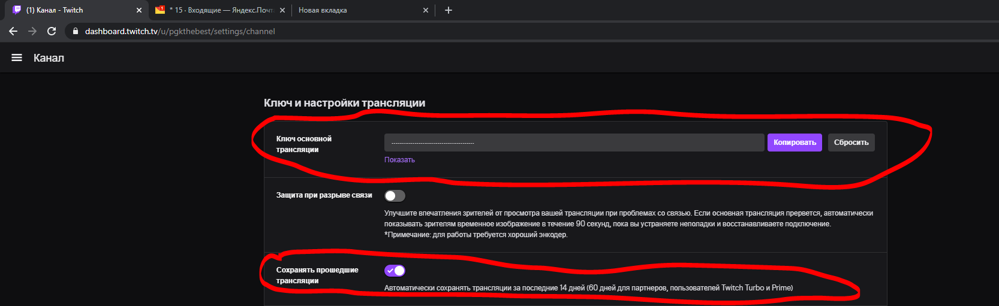 (1) Канал - Twitch
* 15 · Входящие — Яндекс.Почта
Новая вкладка
dashboard.twitch.tv/u/pgkthebest/settings/channel
Канал
Ключ и настройки трансляции
Ключ основной
трансляции
Копировать
Сбросить
Показать
Защита при разрыве связи
Улучшите впечатления зрителей от просмотра вашей трансляции при проблемах со связью. Если основная трансляция прервется, автоматически
показывать зрителям временное изображение в течение 90 секунд, пока вы устраняете неполадки и восстанавливаете подключение.
*Примечание: для работы требуется хороший энкодер.
Сохранять прошедшие
трансляции
Автоматически сохранять трансляции за последние 14 дней (60 дней для партнеров, пользователей Twitch Turbo и Prime)